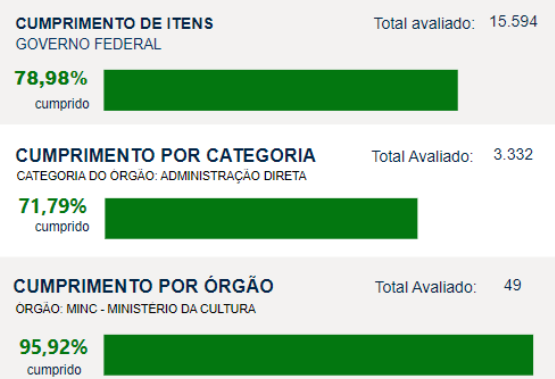 CUMPRIMENTO DE ITENS
Total avaliado: 15.594
GOVERNO FEDERAL
78,98%
cumprido
CUMPRIMENTO POR CATEGORIA
Total Avaliado: 3.332
CATEGORIA DO ÓRGÃO: ADMINISTRAÇÃO DIRETA
71,79%
cumprido
CUMPRIMENTO POR ÓRGÃO
Total Avaliado: 49
ÓRGÃO: MINC - MINISTÉRIO DA CULTURA
95,92%
cumprido